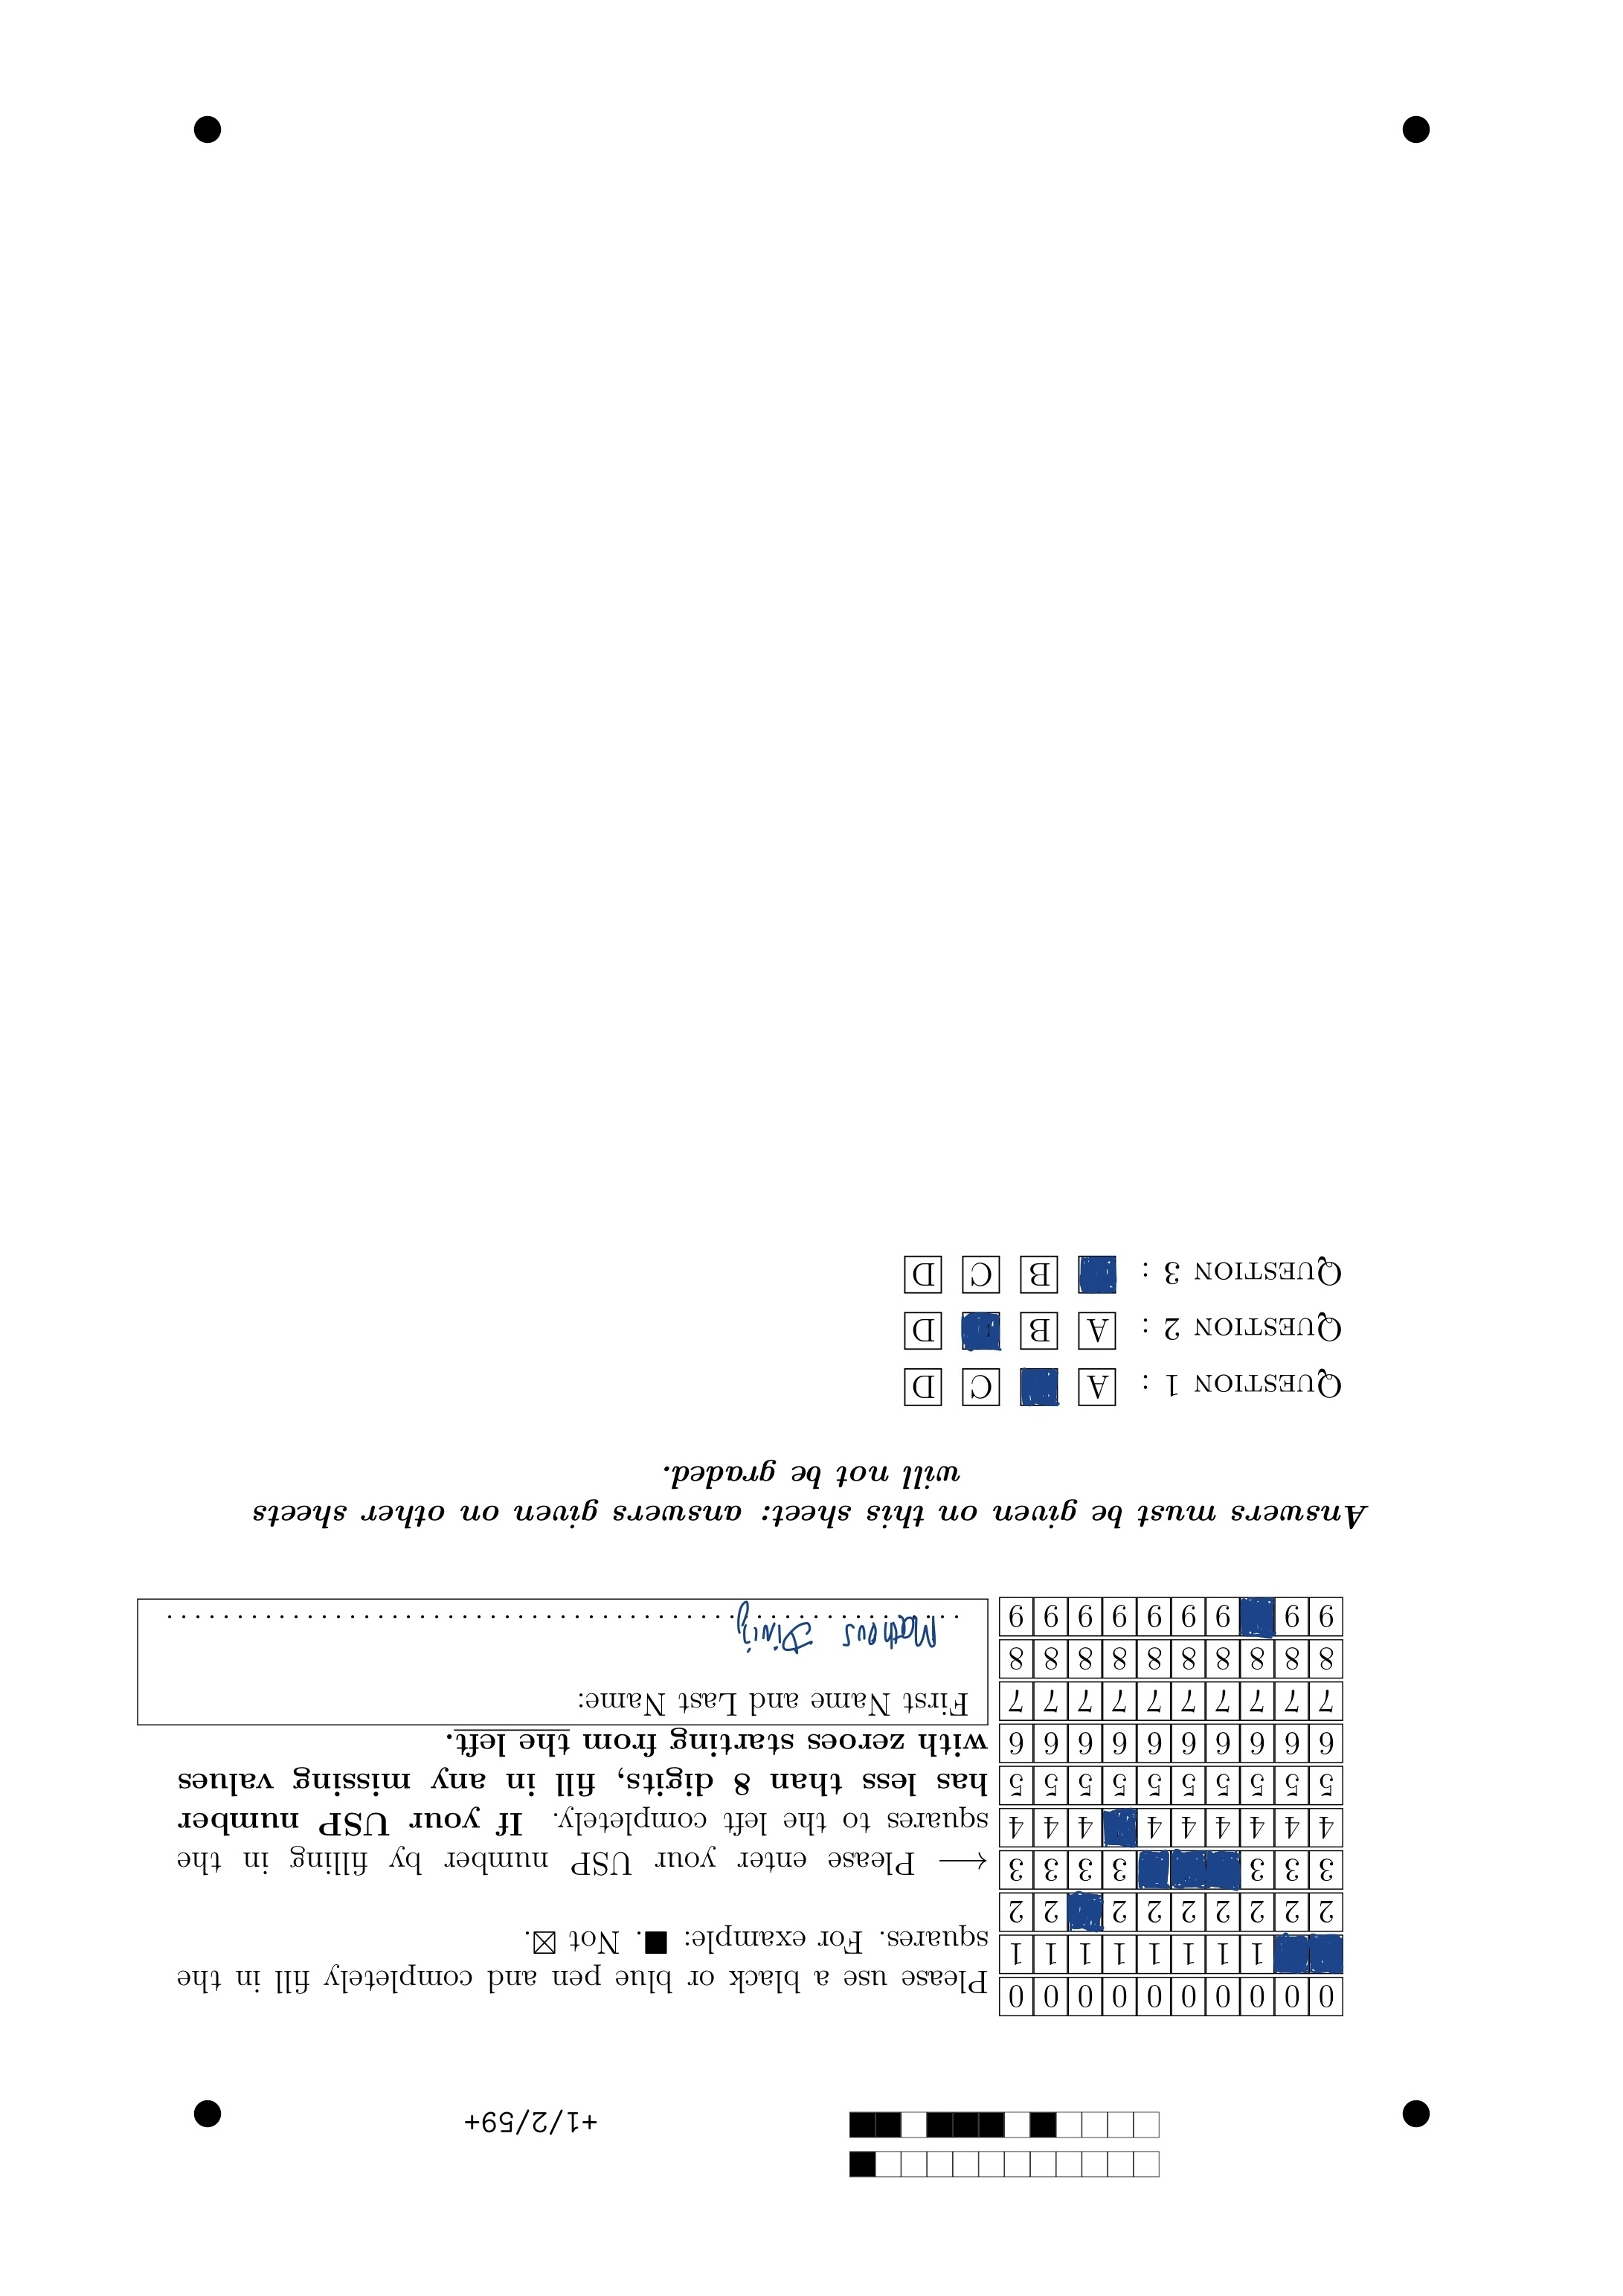 +1/2/59+
0 0 0 0 0 0 0 0 0 0
1 1 1 1 1 1 1 1
2 2 2 2 2 2 2 2 2
3 3 3 3 3 3 3
4 4 4 4 4 4 4 4 4
5 5 5 5 5 5 5 5 5 5
6 6 6 6 6 6 6 6 6 6
7 7 7 7 7 7 7 7 7 7
8 8 8 8 8 8 8 8 8 8
9 9 9 9 9 9 9 9 9
Please use a black or blue pen and completely fill in the
squares. For example: ■. Not ☒.
← Please enter your USP number by filling in the
squares to the left completely. If your USP number
has less than 8 digits, fill in any missing values
with zeroes starting from the left.
First Name and Last Name:
Matheus Diniz
Answers must be given on this sheet: answers given on other sheets
will not be graded.
QUESTION 1 : A C D
QUESTION 2 : A B D
QUESTION 3 : B C D